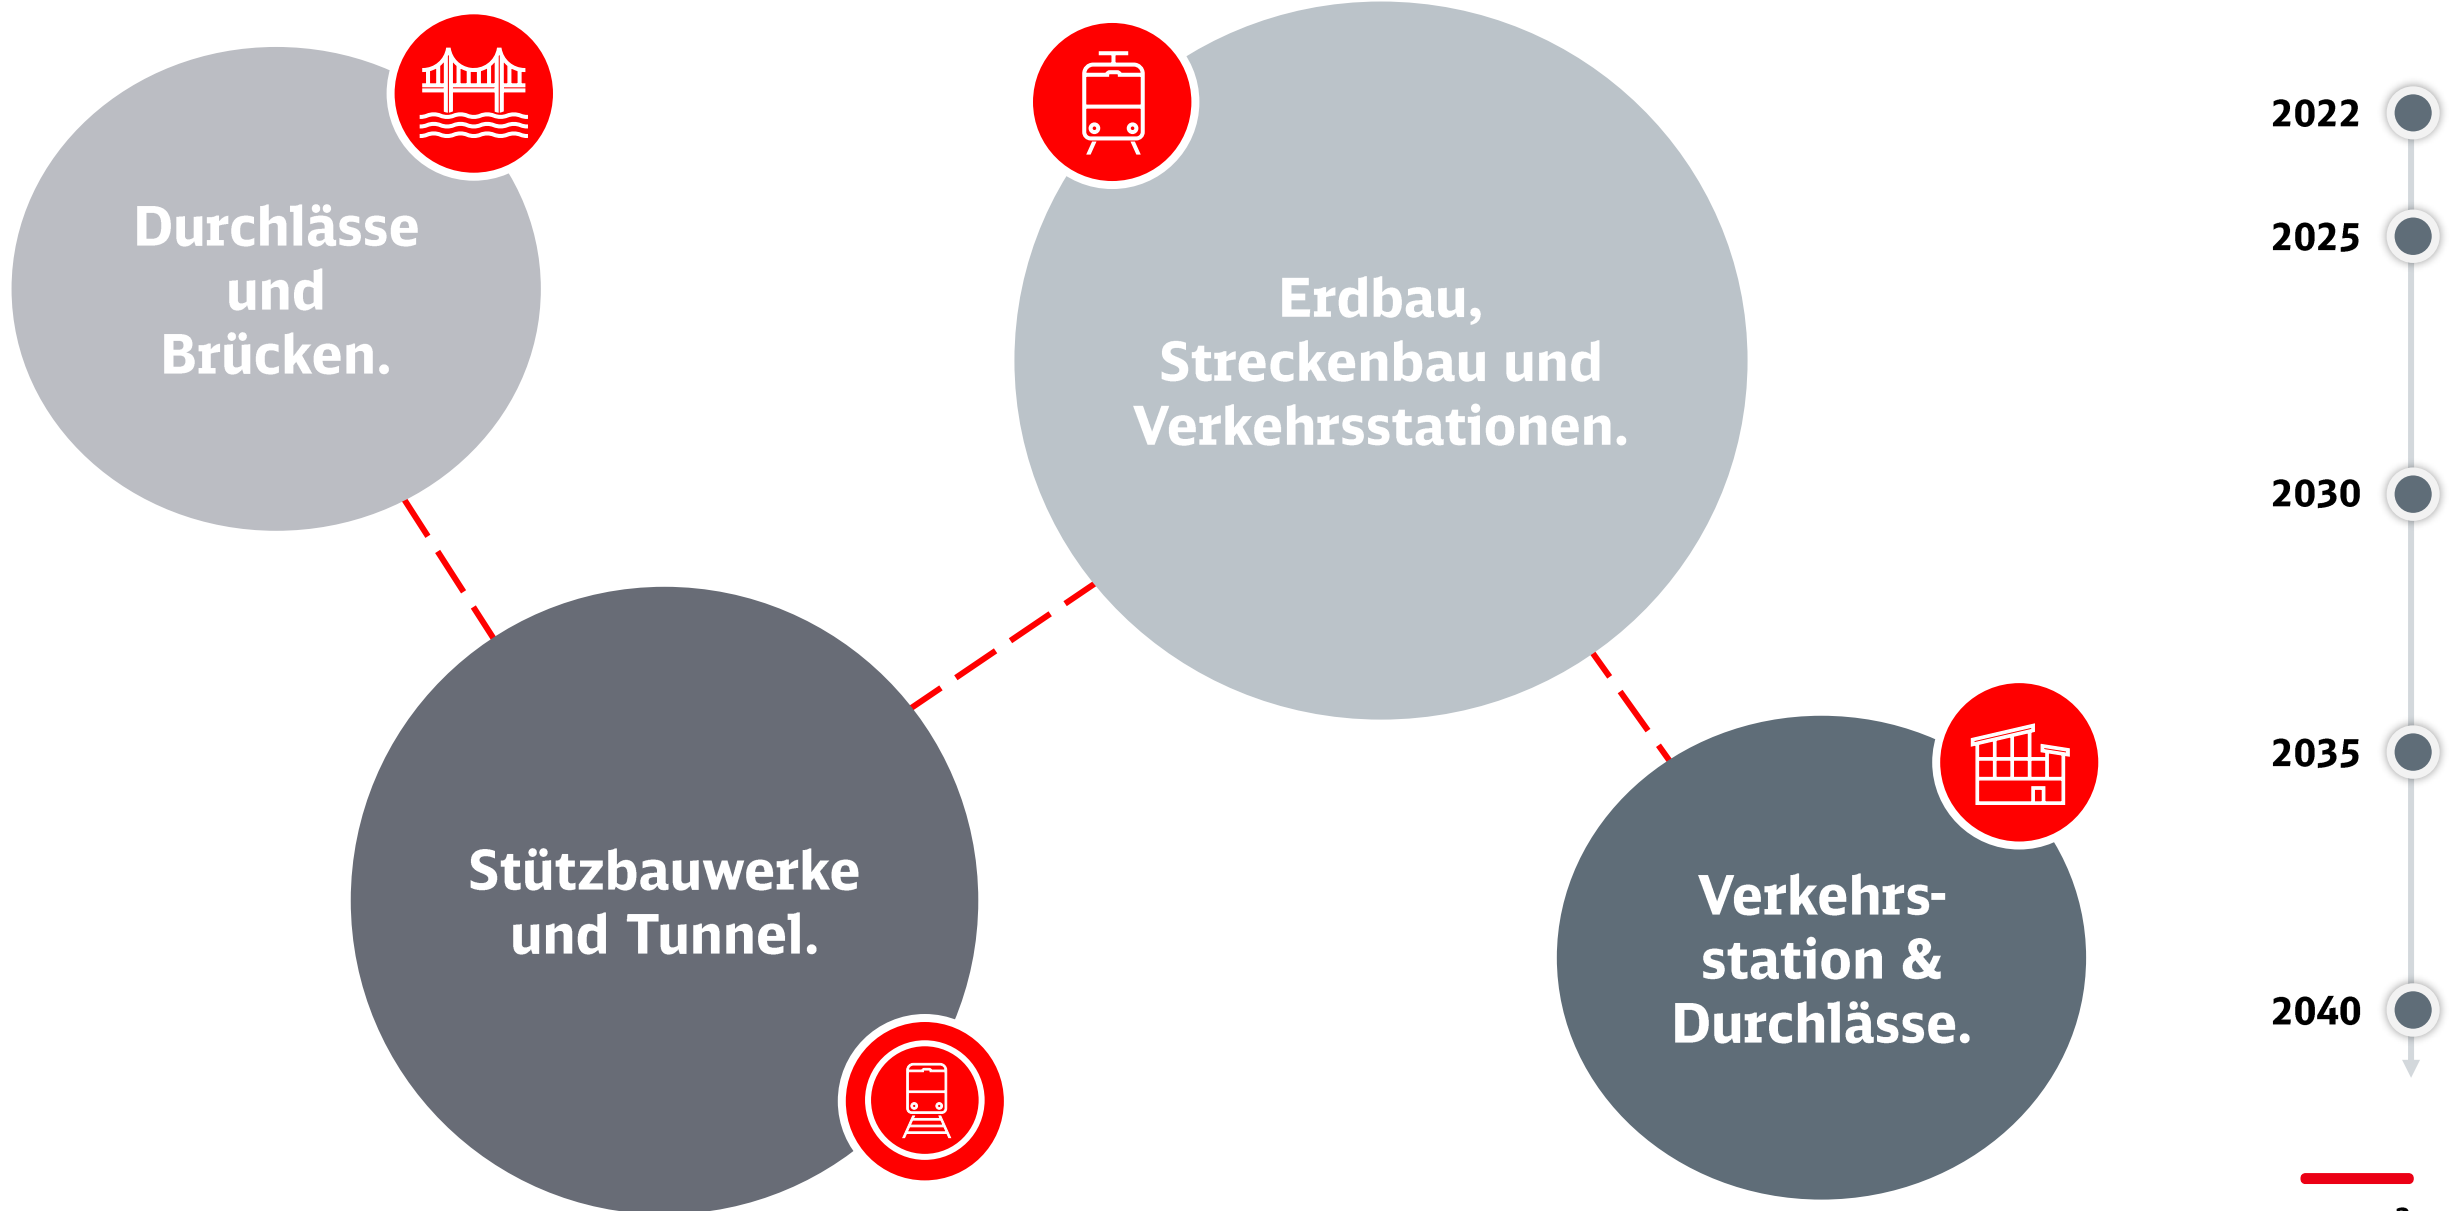 Durchlässe
und
Brücken.
Erdbau,
Streckenbau und
Verkehrsstationen.
Stützbauwerke
und Tunnel.
Verkehrs-
station &
Durchlässe.
2022
2025
2030
2035
2040